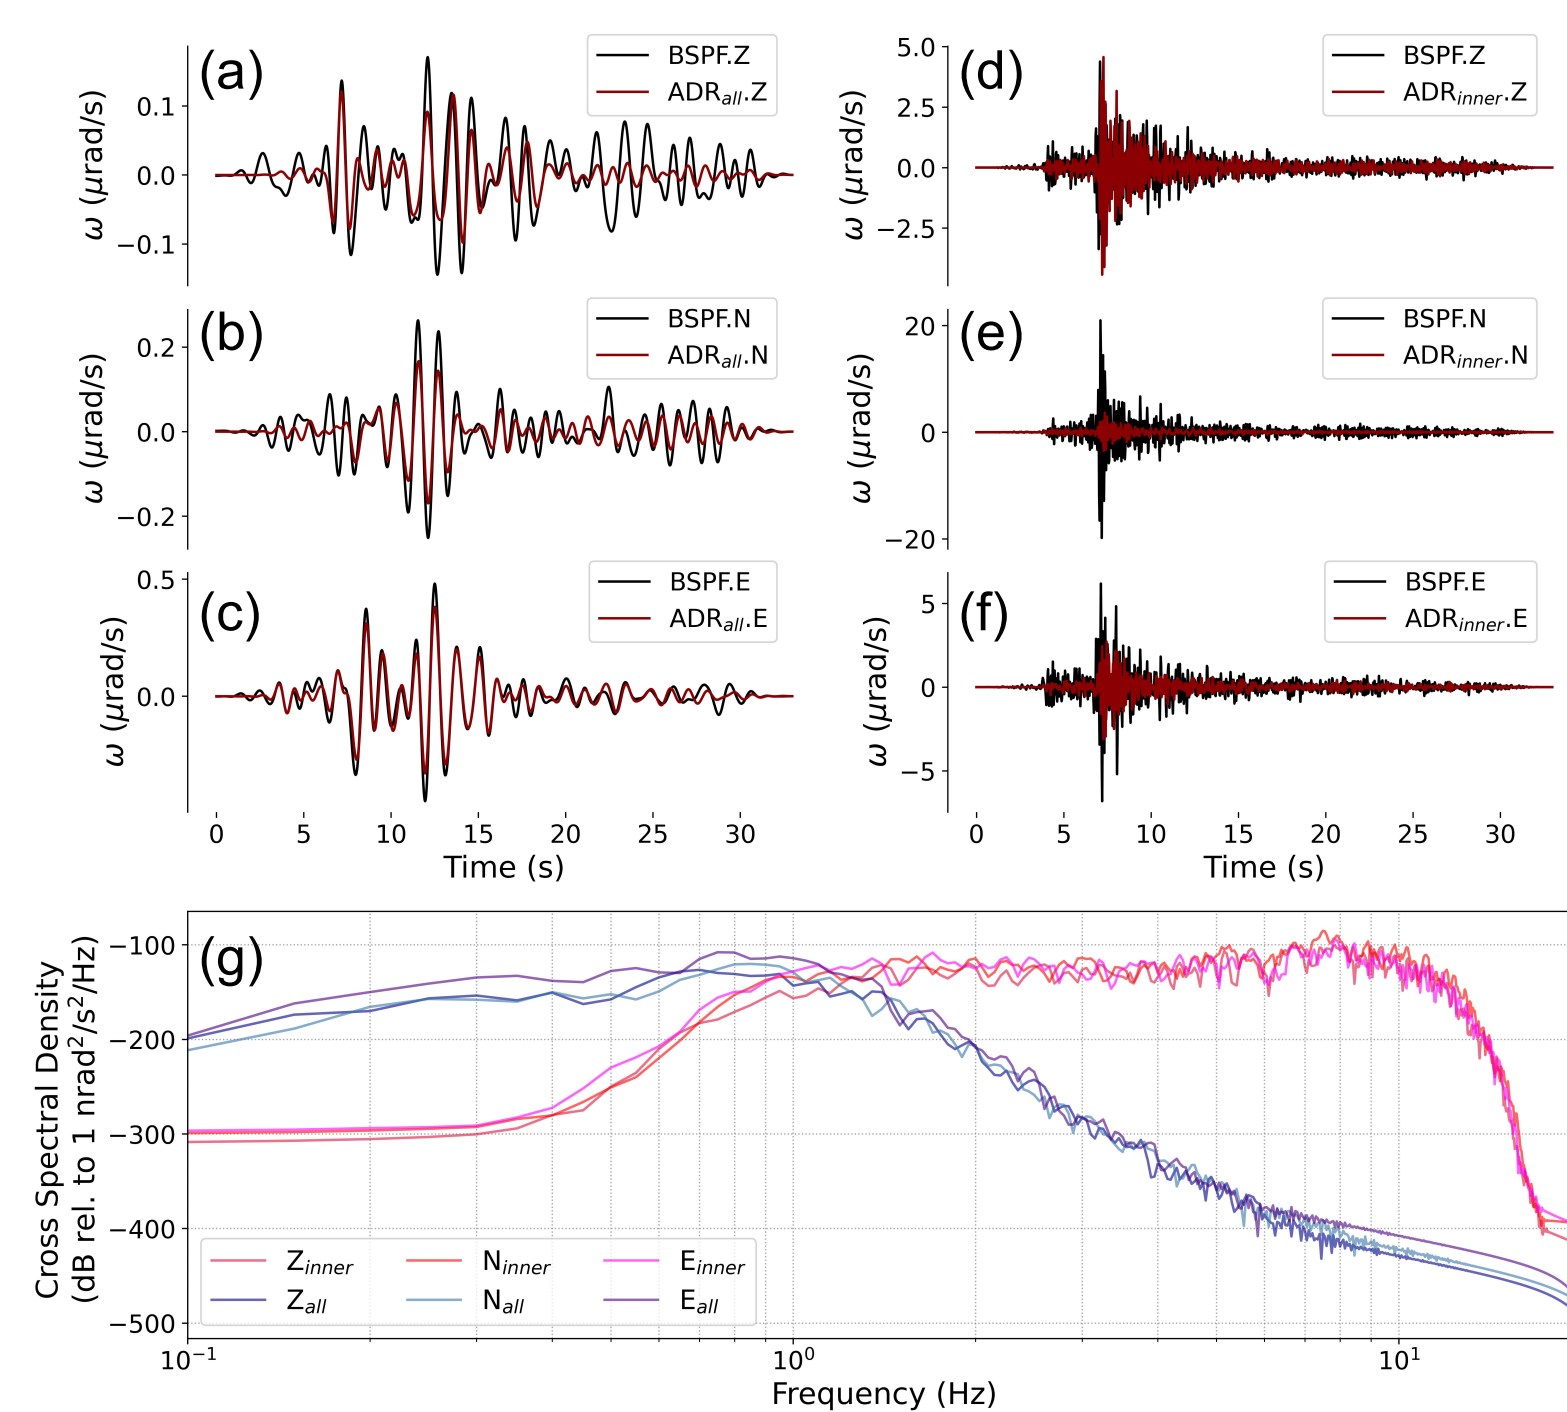 (a)
BSPF.Z
ADRall.Z
0.1
0.0
−0.1
ω (μrad/s)
(b)
BSPF.N
ADRall.N
0.2
0.0
−0.2
ω (μrad/s)
(c)
BSPF.E
ADRall.E
0.5
0.0
ω (μrad/s)
0 5 10 15 20 25 30
Time (s)
(d)
BSPF.Z
ADRinner.Z
5.0
2.5
0.0
−2.5
ω (μrad/s)
(e)
BSPF.N
ADRinner.N
20
0
−20
ω (μrad/s)
(f)
BSPF.E
ADRinner.E
5
0
−5
ω (μrad/s)
0 5 10 15 20 25 30
Time (s)
(g)
Cross Spectral Density
(dB rel. to 1 nrad²/s²/Hz)
−100
−200
−300
−400
−500
Zinner Ninner Einner
Zall Nall Eall
10⁻¹ 10⁰ 10¹
Frequency (Hz)